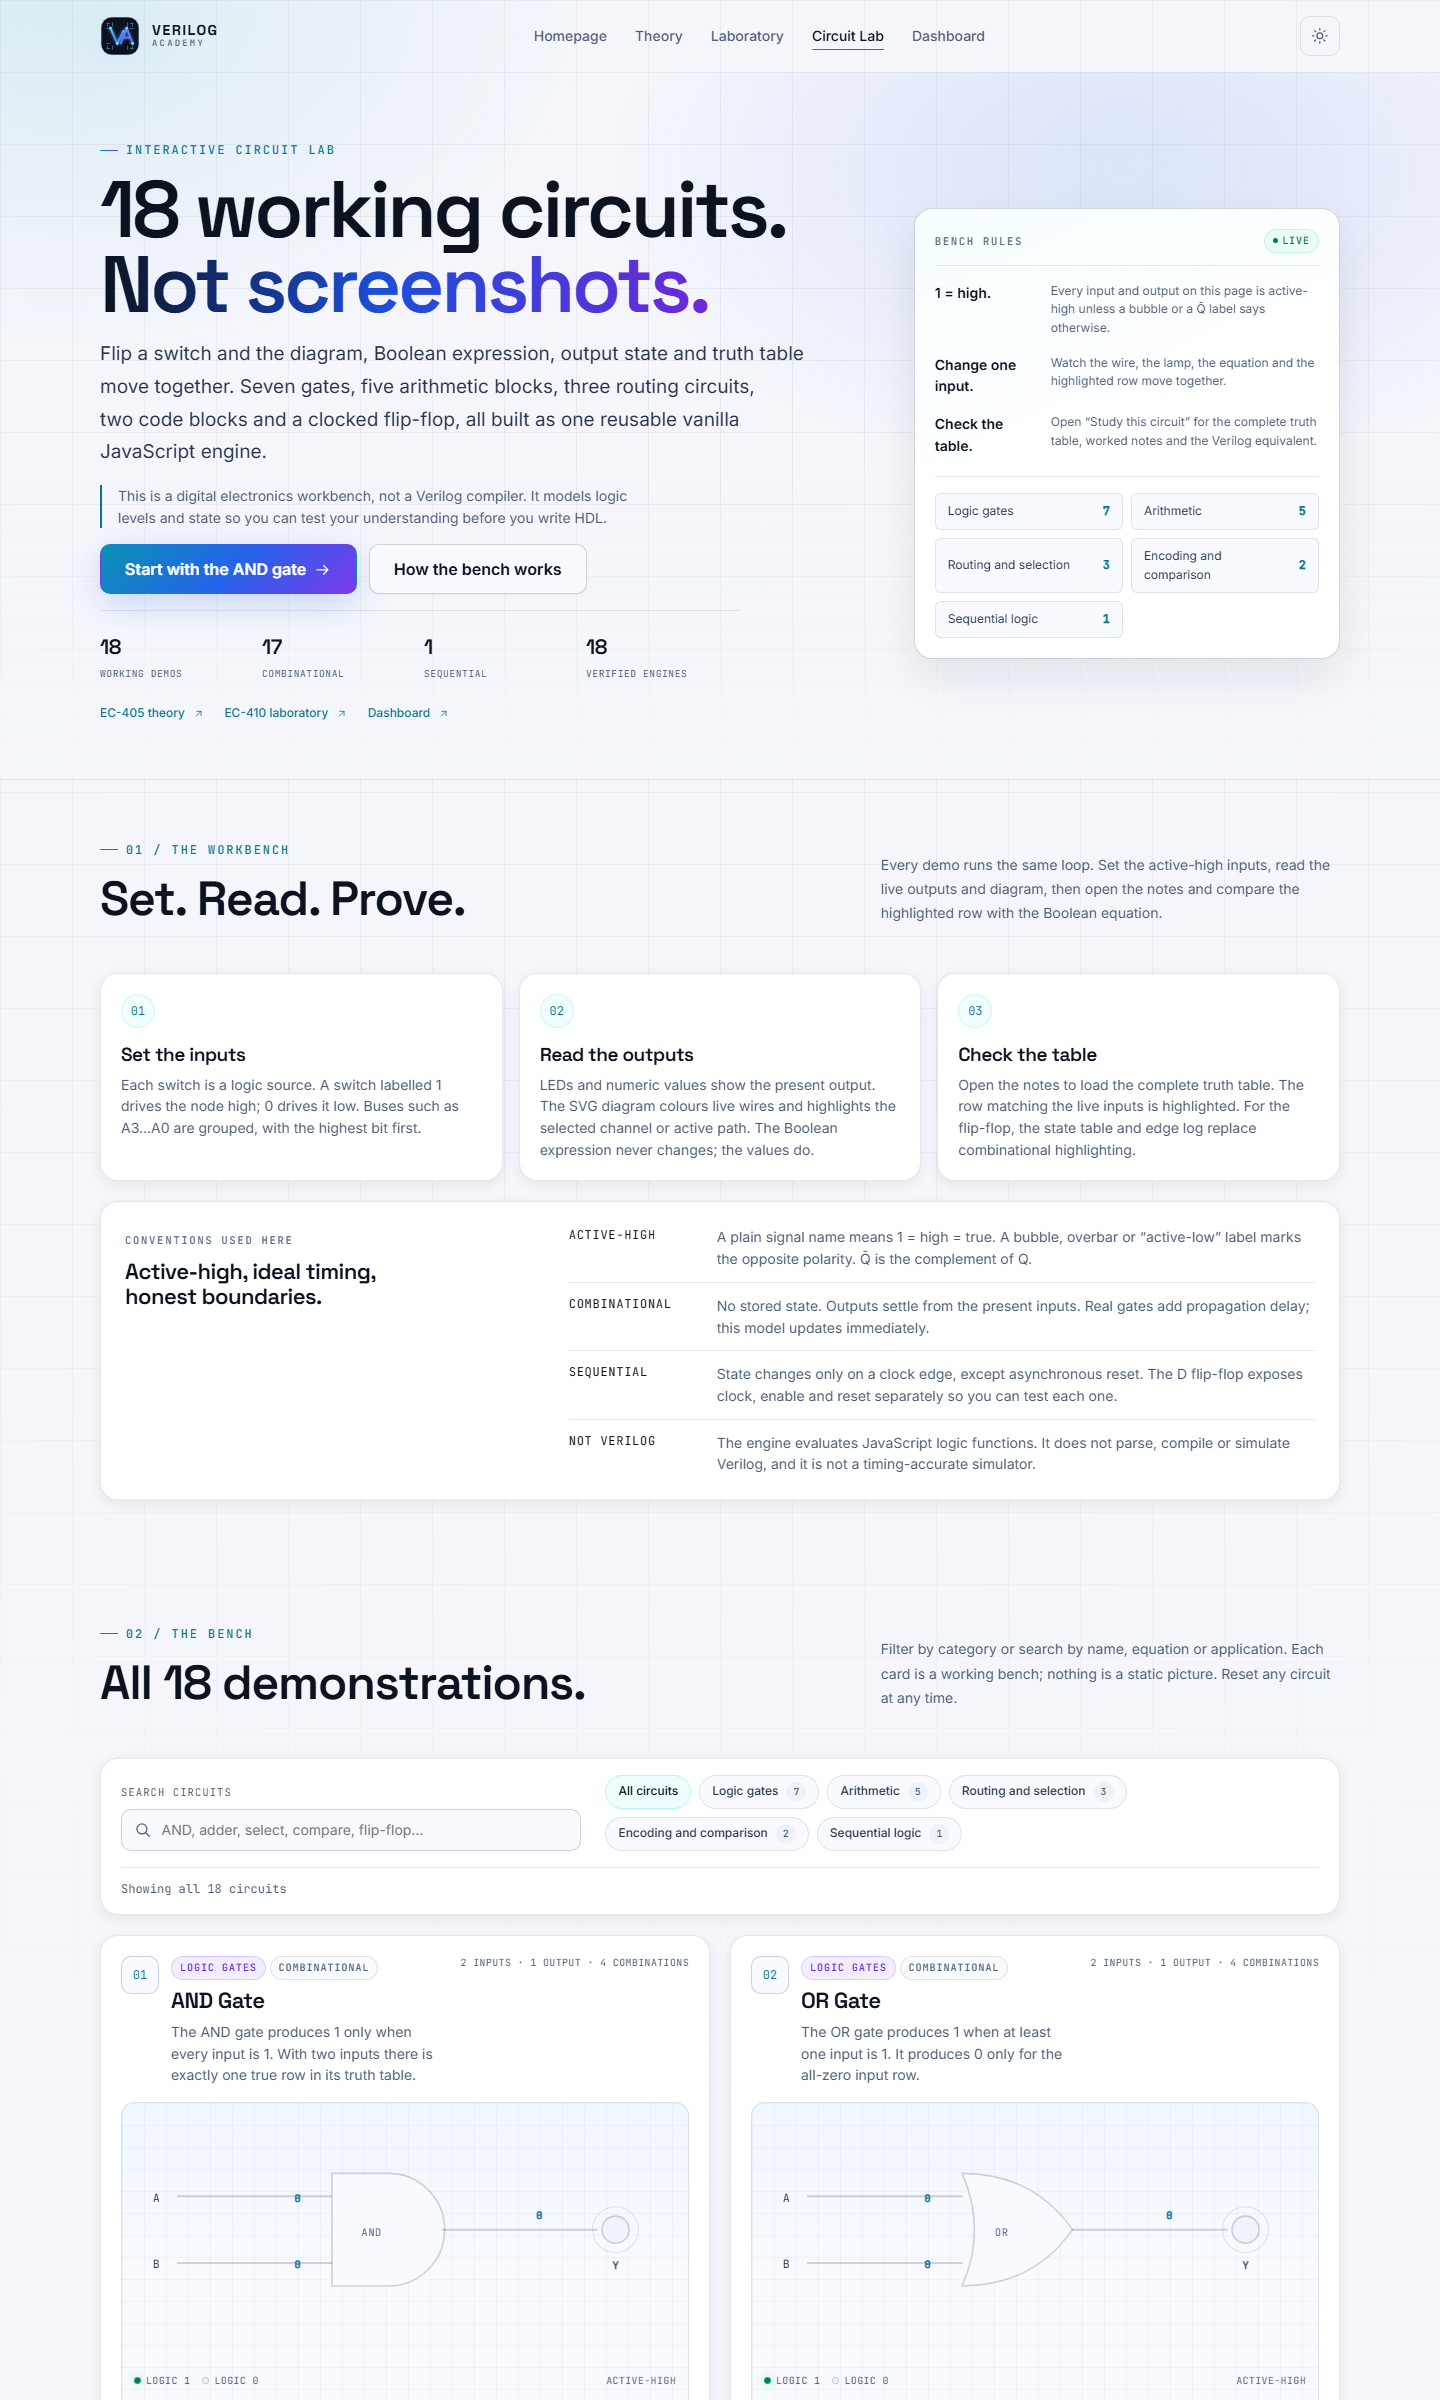 VERILOG
ACADEMY
Homepage
Theory
Laboratory
Circuit Lab
Dashboard
INTERACTIVE CIRCUIT LAB
18 working circuits.
Not screenshots.
Flip a switch and the diagram, Boolean expression, output state and truth table
move together. Seven gates, five arithmetic blocks, three routing circuits,
two code blocks and a clocked flip-flop, all built as one reusable vanilla
JavaScript engine.
This is a digital electronics workbench, not a Verilog compiler. It models logic
levels and state so you can test your understanding before you write HDL.
Start with the AND gate →
How the bench works
18
WORKING DEMOS
17
COMBINATIONAL
1
SEQUENTIAL
18
VERIFIED ENGINES
EC-405 theory ↗
EC-410 laboratory ↗
Dashboard ↗
BENCH RULES
LIVE
1 = high.
Every input and output on this page is active-
high unless a bubble or a Q̄ label says
otherwise.
Change one
input.
Watch the wire, the lamp, the equation and the
highlighted row move together.
Check the
table.
Open “Study this circuit” for the complete truth
table, worked notes and the Verilog equivalent.
Logic gates 7
Arithmetic 5
Routing and selection 3
Encoding and
comparison 2
Sequential logic 1
01 / THE WORKBENCH
Set. Read. Prove.
Every demo runs the same loop. Set the active-high inputs, read the
live outputs and diagram, then open the notes and compare the
highlighted row with the Boolean equation.
01
Set the inputs
Each switch is a logic source. A switch labelled 1
drives the node high; 0 drives it low. Buses such as
A3…A0 are grouped, with the highest bit first.
02
Read the outputs
LEDs and numeric values show the present output.
The SVG diagram colours live wires and highlights the
selected channel or active path. The Boolean
expression never changes; the values do.
03
Check the table
Open the notes to load the complete truth table. The
row matching the live inputs is highlighted. For the
flip-flop, the state table and edge log replace
combinational highlighting.
CONVENTIONS USED HERE
Active-high, ideal timing,
honest boundaries.
ACTIVE-HIGH
A plain signal name means 1 = high = true. A bubble, overbar or “active-low” label marks
the opposite polarity. Q̄ is the complement of Q.
COMBINATIONAL
No stored state. Outputs settle from the present inputs. Real gates add propagation delay;
this model updates immediately.
SEQUENTIAL
State changes only on a clock edge, except asynchronous reset. The D flip-flop exposes
clock, enable and reset separately so you can test each one.
NOT VERILOG
The engine evaluates JavaScript logic functions. It does not parse, compile or simulate
Verilog, and it is not a timing-accurate simulator.
02 / THE BENCH
All 18 demonstrations.
Filter by category or search by name, equation or application. Each
card is a working bench; nothing is a static picture. Reset any circuit
at any time.
SEARCH CIRCUITS
AND, adder, select, compare, flip-flop…
All circuits
Logic gates 7
Arithmetic 5
Routing and selection 3
Encoding and comparison 2
Sequential logic 1
Showing all 18 circuits
01
LOGIC GATES
COMBINATIONAL
2 INPUTS · 1 OUTPUT · 4 COMBINATIONS
AND Gate
The AND gate produces 1 only when
every input is 1. With two inputs there is
exactly one true row in its truth table.
A
0
AND
0
B
0
Y
LOGIC 1
LOGIC 0
ACTIVE-HIGH
02
LOGIC GATES
COMBINATIONAL
2 INPUTS · 1 OUTPUT · 4 COMBINATIONS
OR Gate
The OR gate produces 1 when at least
one input is 1. It produces 0 only for the
all-zero input row.
A
0
OR
0
B
0
Y
LOGIC 1
LOGIC 0
ACTIVE-HIGH